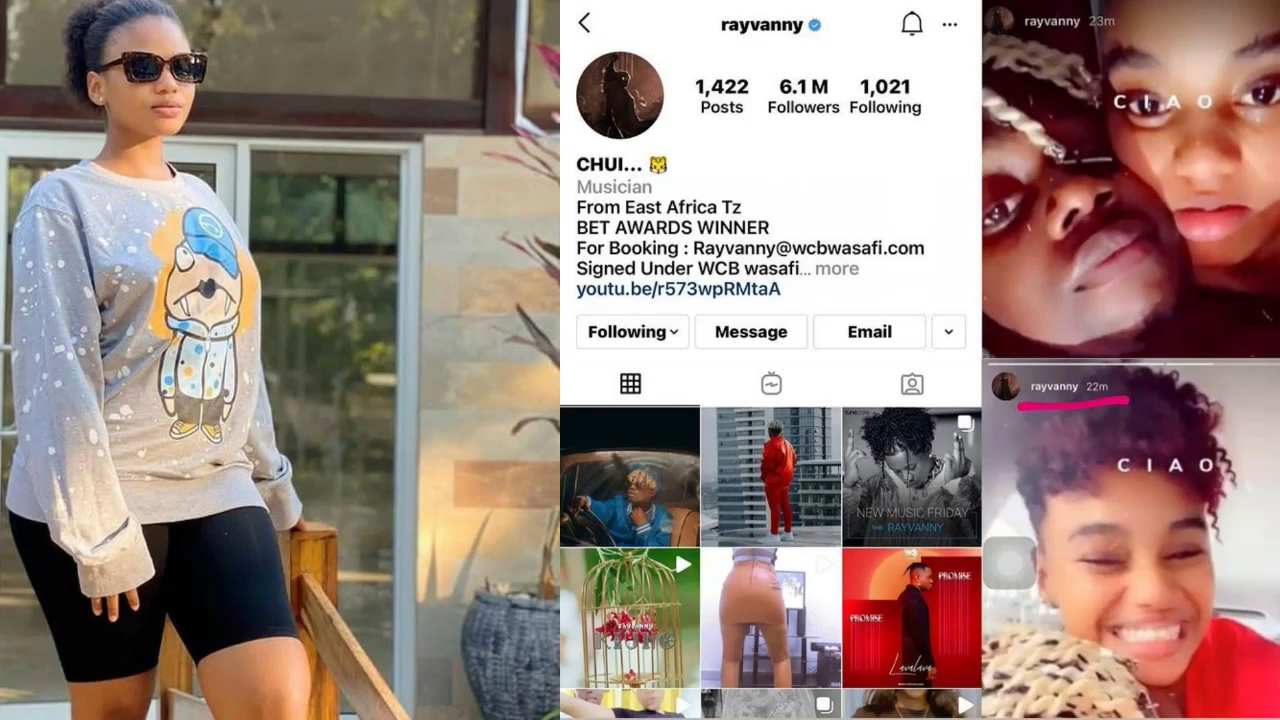 rayvanny
1,422 6.1 M 1,021
Posts Followers Following
CHUI... 🐯
Musician
From East Africa Tz
BET AWARDS WINNER
For Booking : Rayvanny@wcbwasafi.com
Signed Under WCB wasafi... more
youtu.be/r573wpRMtaA
Following Message Email
NEW MUSIC FRIDAY
RAYVANNY
RAYVANNY
PROMISE
PROMISE
Lavalava
rayvanny 23m
CIAO
rayvanny 22m
CIAO